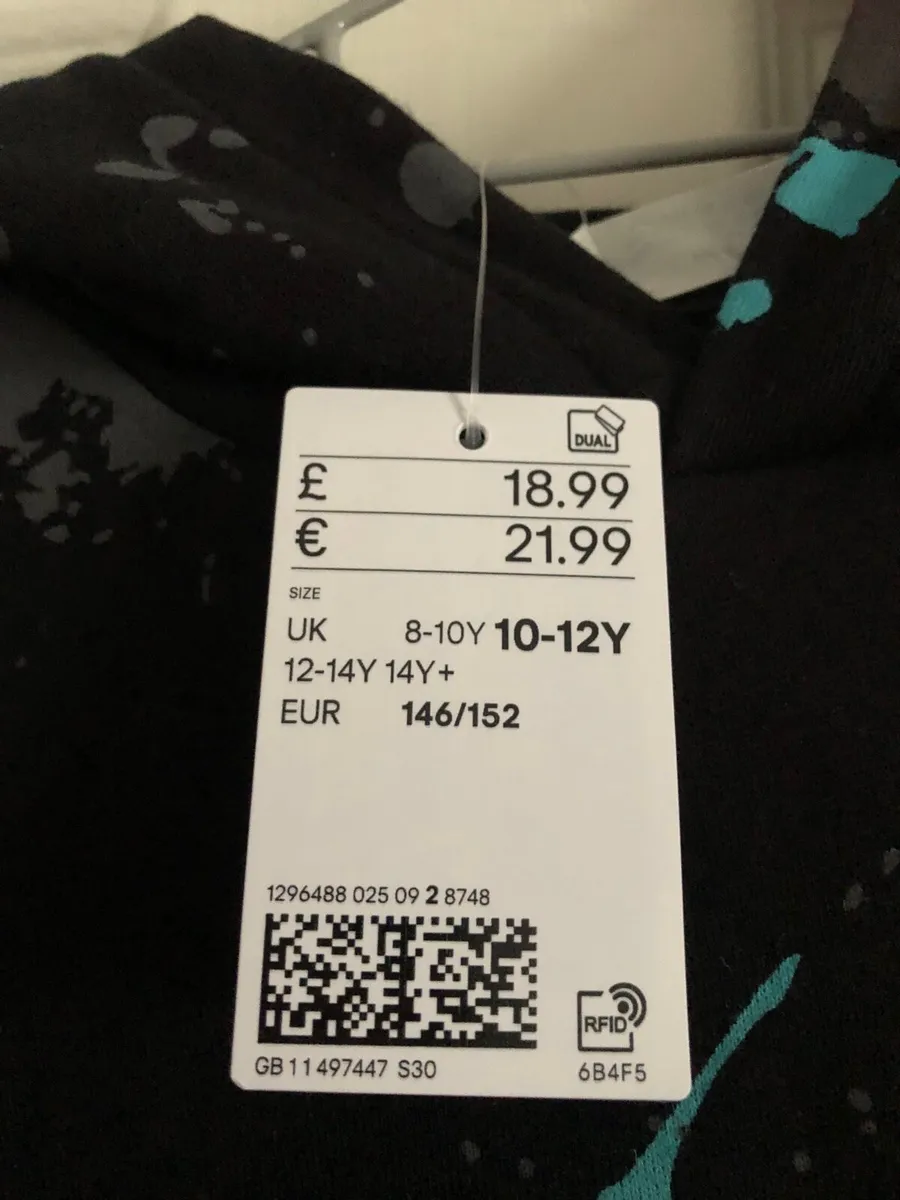 DUAL
£ 18.99
€ 21.99
SIZE
UK 8-10Y 10-12Y
12-14Y 14Y+
EUR 146/152
1296488 025 09 2 8748
RFID
GB 11 497447 S30 6B4F5